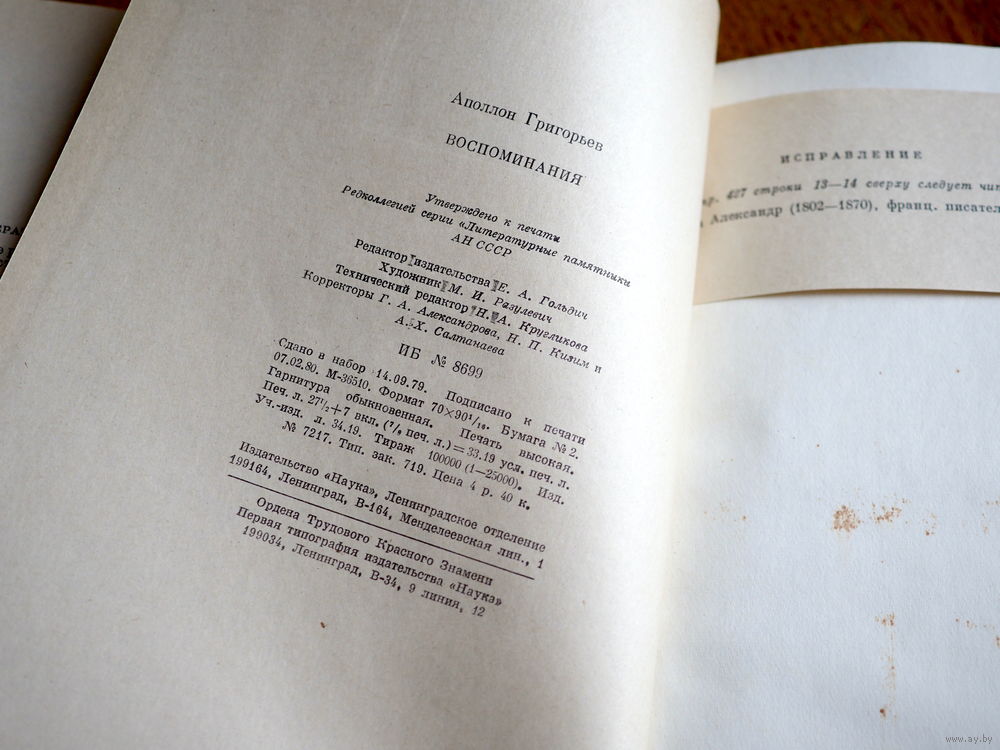 Аполлон Григорьев
ВОСПОМИНАНИЯ
Утверждено к печати
Редколлегией серии «Литературные памятники
АН СССР
Редактор издательства Е. А. Гольдич
Художник М. И. Разулевич
Технический редактор Н. А. Кругликова
Корректоры Г. А. Александрова, Н. П. Кизим и
А. Х. Салтанаева
ИБ № 8699
Сдано в набор 14.09.79. Подписано к печати
07.02.80. М-36510. Формат 70×90¹/₁₆. Бумага № 2.
Гарнитура обыкновенная. Печать высокая.
Печ. л. 27¹/₂+7 вкл. (⁷/₈ печ. л.)=33.19 усл. печ. л.
Уч.-изд. л. 34.19. Тираж 100000 (1—25000). Изд.
№ 7217. Тип. зак. 719. Цена 4 р. 40 к.
Издательство «Наука», Ленинградское отделение
199164, Ленинград, В-164, Менделеевская лин., 1
Ордена Трудового Красного Знамени
Первая типография издательства «Наука»
199034, Ленинград, В-34, 9 линия, 12
ИСПРАВЛЕНИЕ
427 строки 13—14 сверху следует
Александр (1802—1870), франц.
www.ay.by